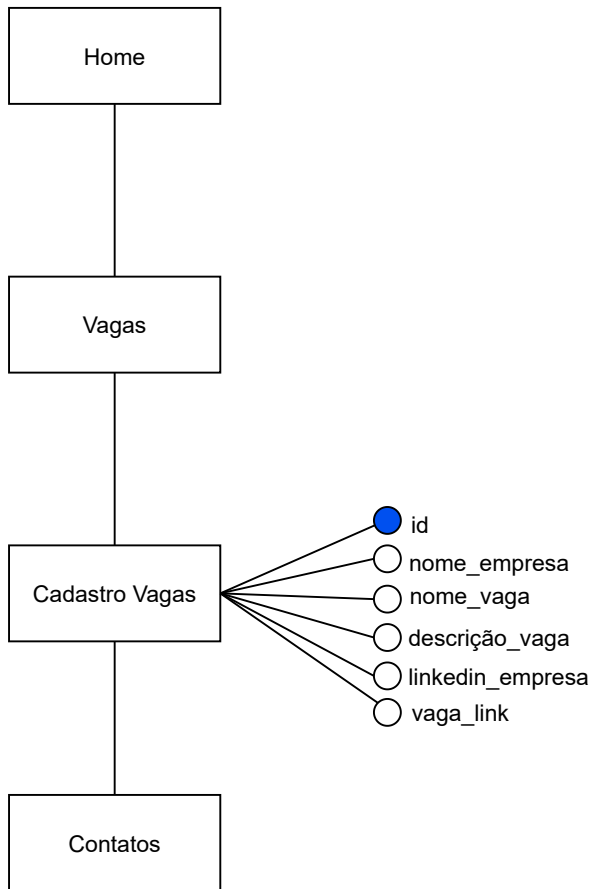 Home
Vagas
id
nome_empresa
Cadastro Vagas
nome_vaga
descrição_vaga
linkedin_empresa
vaga_link
Contatos